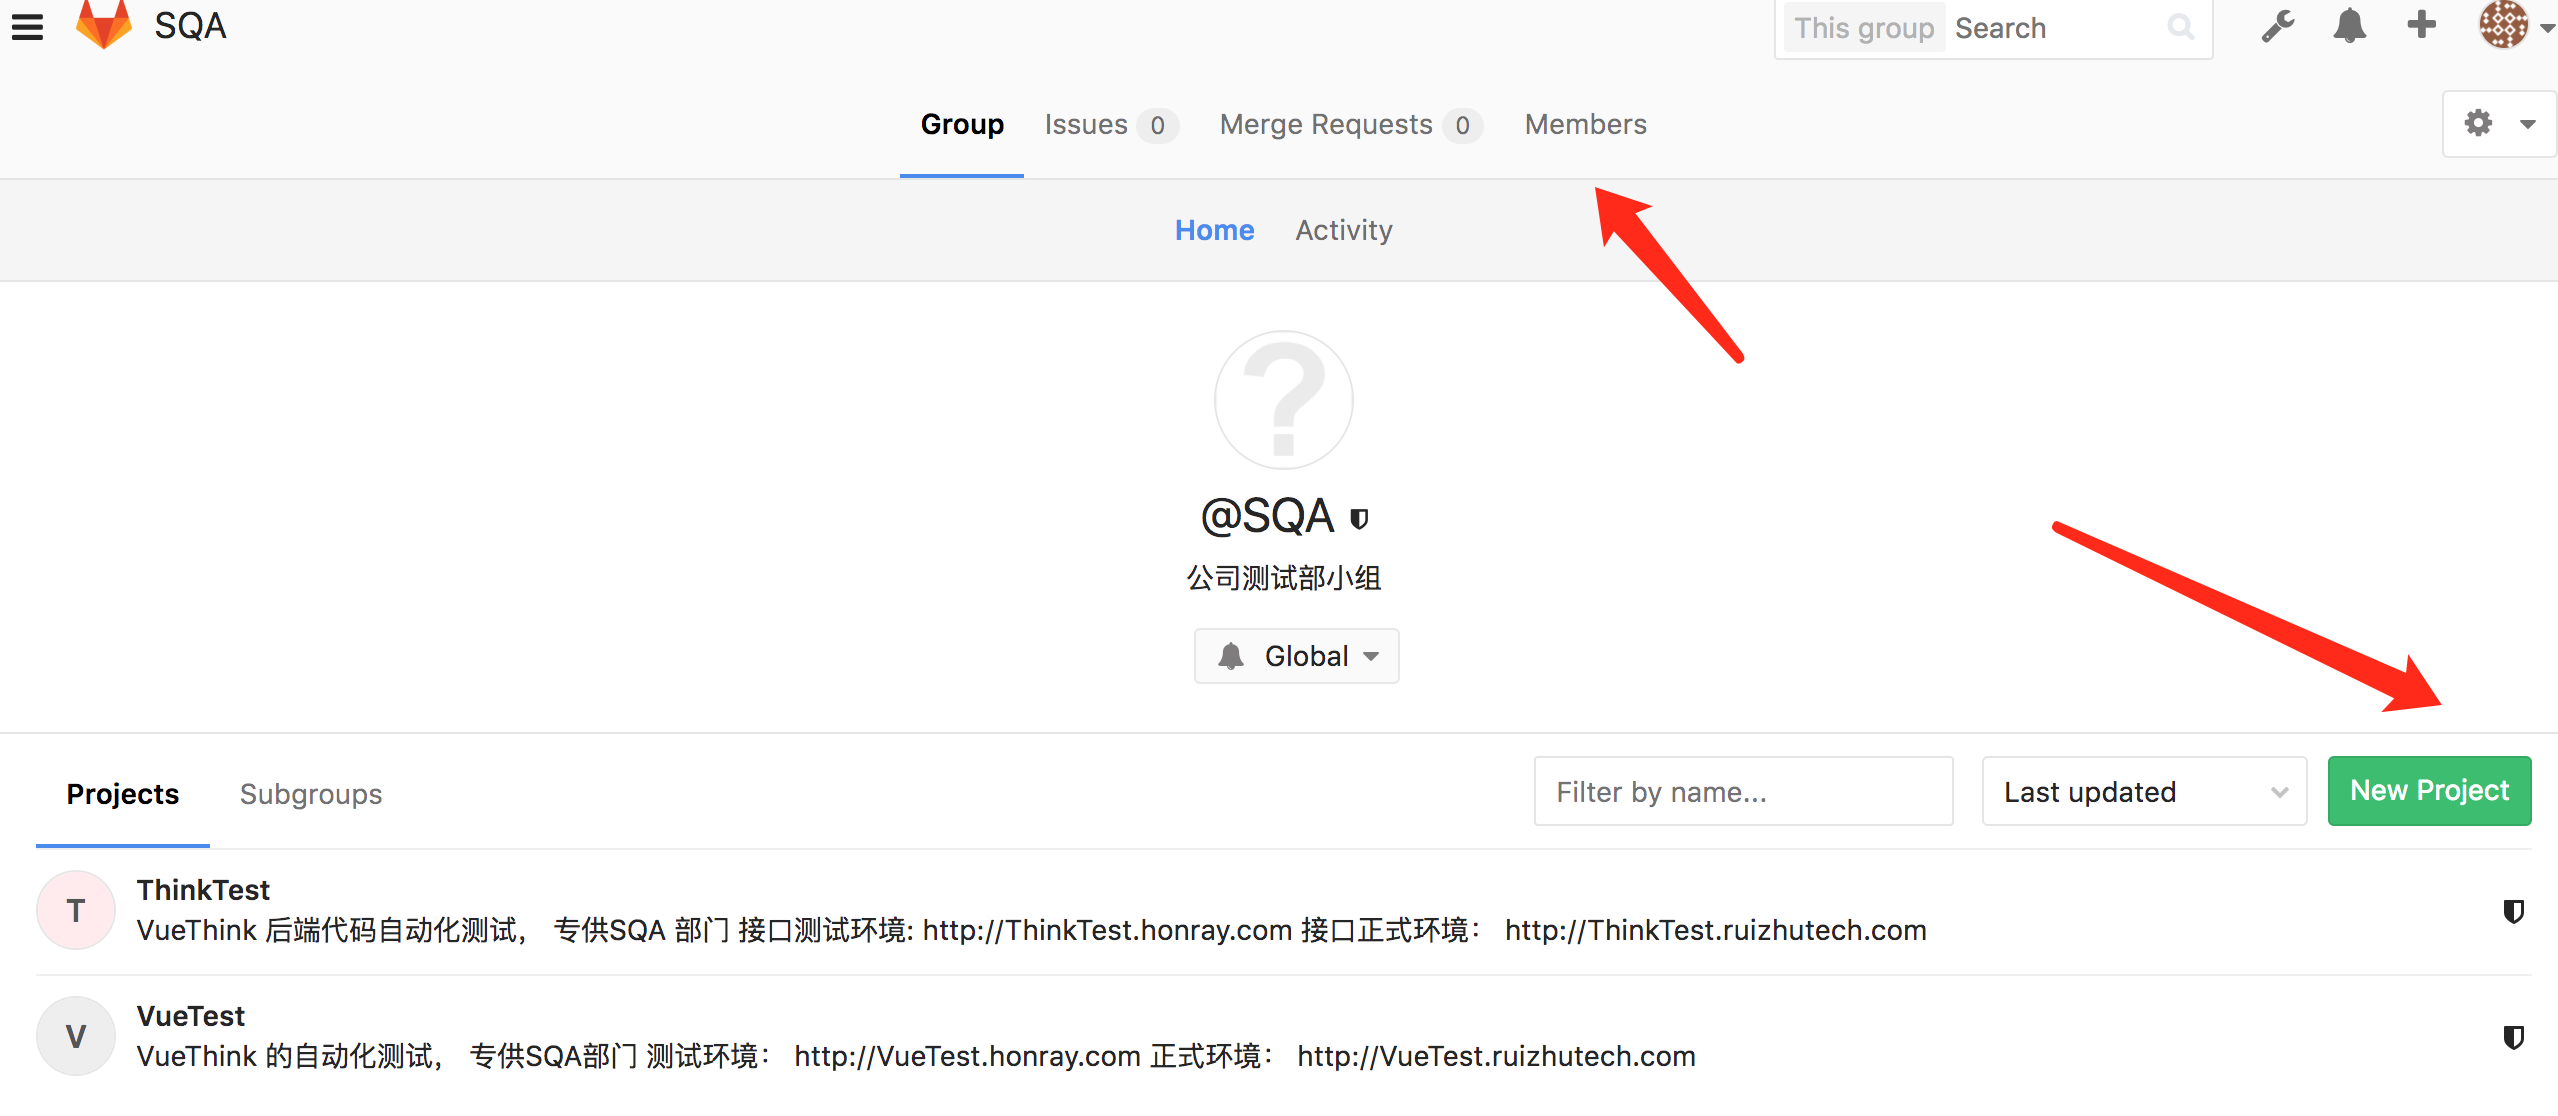 SQA
This group Search
Group Issues 0 Merge Requests 0 Members
Home Activity
?
@SQA
公司测试部小组
Global
Projects Subgroups Filter by name... Last updated New Project
T
ThinkTest
VueThink 后端代码自动化测试， 专供SQA 部门 接口测试环境: http://ThinkTest.honray.com 接口正式环境： http://ThinkTest.ruizhutech.com
V
VueTest
VueThink 的自动化测试， 专供SQA部门 测试环境： http://VueTest.honray.com 正式环境： http://VueTest.ruizhutech.com